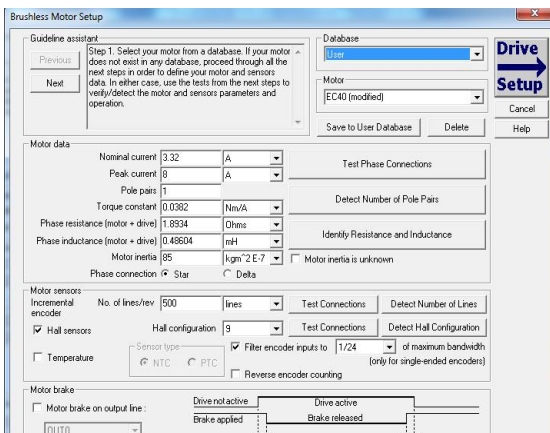 Brushless Motor Setup
Guideline assistant
Previous
Next
Step 1. Select your motor from a database. If your motor
does not exist in any database, proceed through all the
next steps in order to define your motor and sensors
data. In either case, use the tests from the next steps to
verify/detect the motor and sensors parameters and
operation.
Database
User
Motor
EC40 (modified)
Save to User Database
Delete
Drive
Setup
Cancel
Help
Motor data
Nominal current 3.32 A
Peak current 8 A
Pole pairs 1
Torque constant 0.0382 Nm/A
Phase resistance (motor + drive) 1.8934 Ohms
Phase inductance (motor + drive) 0.48604 mH
Motor inertia 85 kgm^2 E-7
Phase connection Star Delta
Test Phase Connections
Detect Number of Pole Pairs
Identify Resistance and Inductance
Motor inertia is unknown
Motor sensors
Incremental
encoder
No. of lines/rev 500 lines Test Connections Detect Number of Lines
Hall sensors Hall configuration 9 Test Connections Detect Hall Configuration
Temperature
Sensor type
NTC PTC
Filter encoder inputs to 1/24 of maximum bandwidth
(only for single-ended encoders)
Reverse encoder counting
Motor brake
Motor brake on output line :
OUT0
Drive not active Drive active
Brake applied Brake released